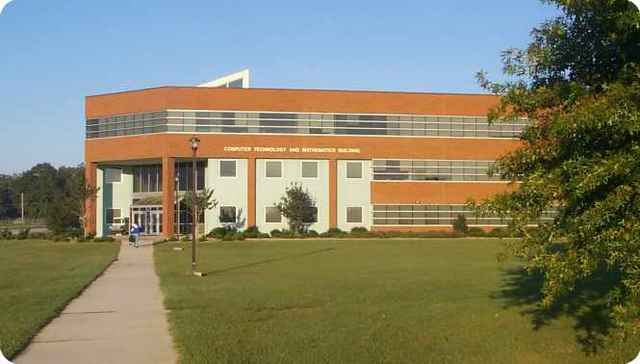 COMPUTER TECHNOLOGY AND MATHEMATICS BUILDING